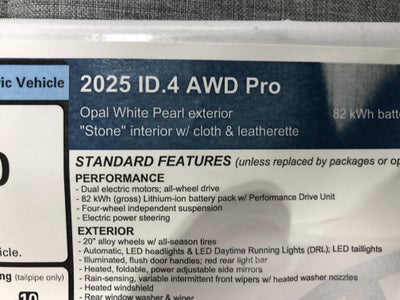 ric Vehicle
2025 ID.4 AWD Pro
Opal White Pearl exterior
82 kWh batte
"Stone" interior w/ cloth & leatherette
STANDARD FEATURES (unless replaced by packages or op
PERFORMANCE
- Dual electric motors; all-wheel drive
- 82 kWh (gross) Lithium-ion battery pack w/ Performance Drive Unit
- Four-wheel independent suspension
- Electric power steering
EXTERIOR
- 20" alloy wheels w/ all-season tires
- Automatic, LED headlights & LED Daytime Running Lights (DRL); LED taillights
- Illuminated, flush door handles; red rear light bar
- Heated, foldable, power adjustable side mirrors
- Rain-sensing, variable intermittent front wipers w/ heated washer nozzles
- Heated windshield
- Rear window wiper & washer
0
icle.
ng (tailpipe only)
10